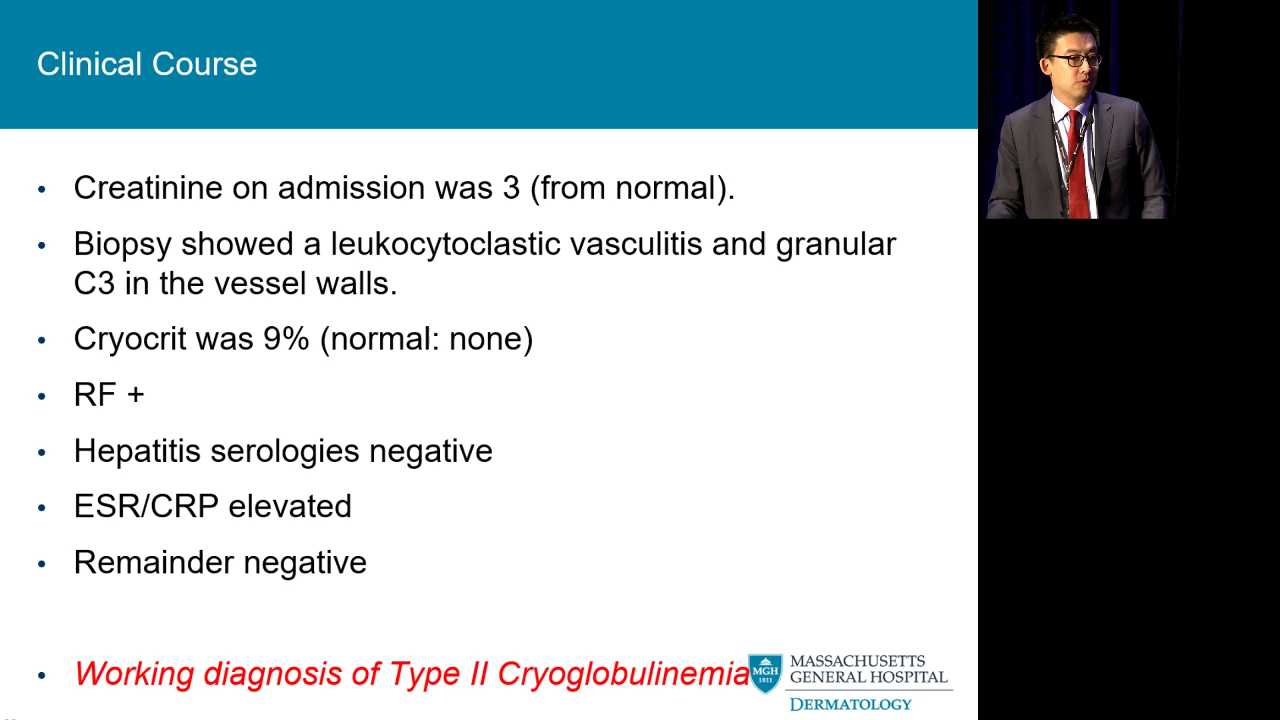 Clinical Course
• Creatinine on admission was 3 (from normal).
• Biopsy showed a leukocytoclastic vasculitis and granular
C3 in the vessel walls.
• Cryocrit was 9% (normal: none)
• RF +
• Hepatitis serologies negative
• ESR/CRP elevated
• Remainder negative
• Working diagnosis of Type II Cryoglobulinemia
MGH
1811
MASSACHUSETTS
GENERAL HOSPITAL
DERMATOLOGY